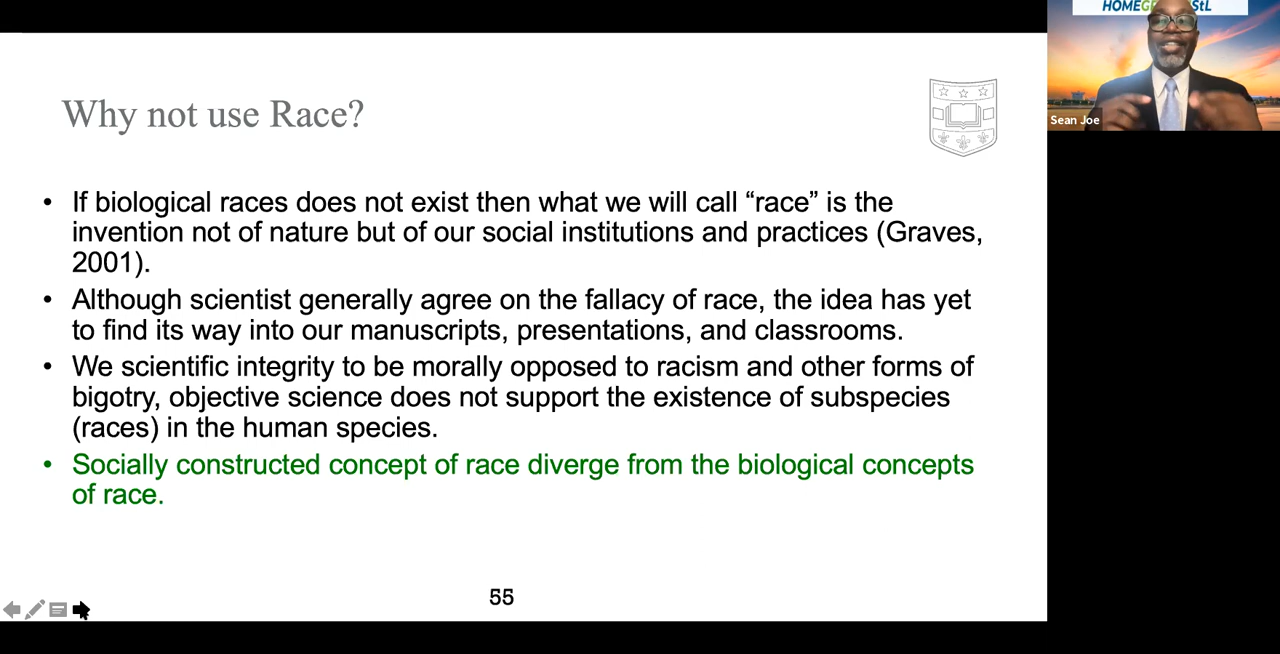 HOMEG StL
Sean Joe
Why not use Race?
• If biological races does not exist then what we will call “race” is the
invention not of nature but of our social institutions and practices (Graves,
2001).
• Although scientist generally agree on the fallacy of race, the idea has yet
to find its way into our manuscripts, presentations, and classrooms.
• We scientific integrity to be morally opposed to racism and other forms of
bigotry, objective science does not support the existence of subspecies
(races) in the human species.
• Socially constructed concept of race diverge from the biological concepts
of race.
55